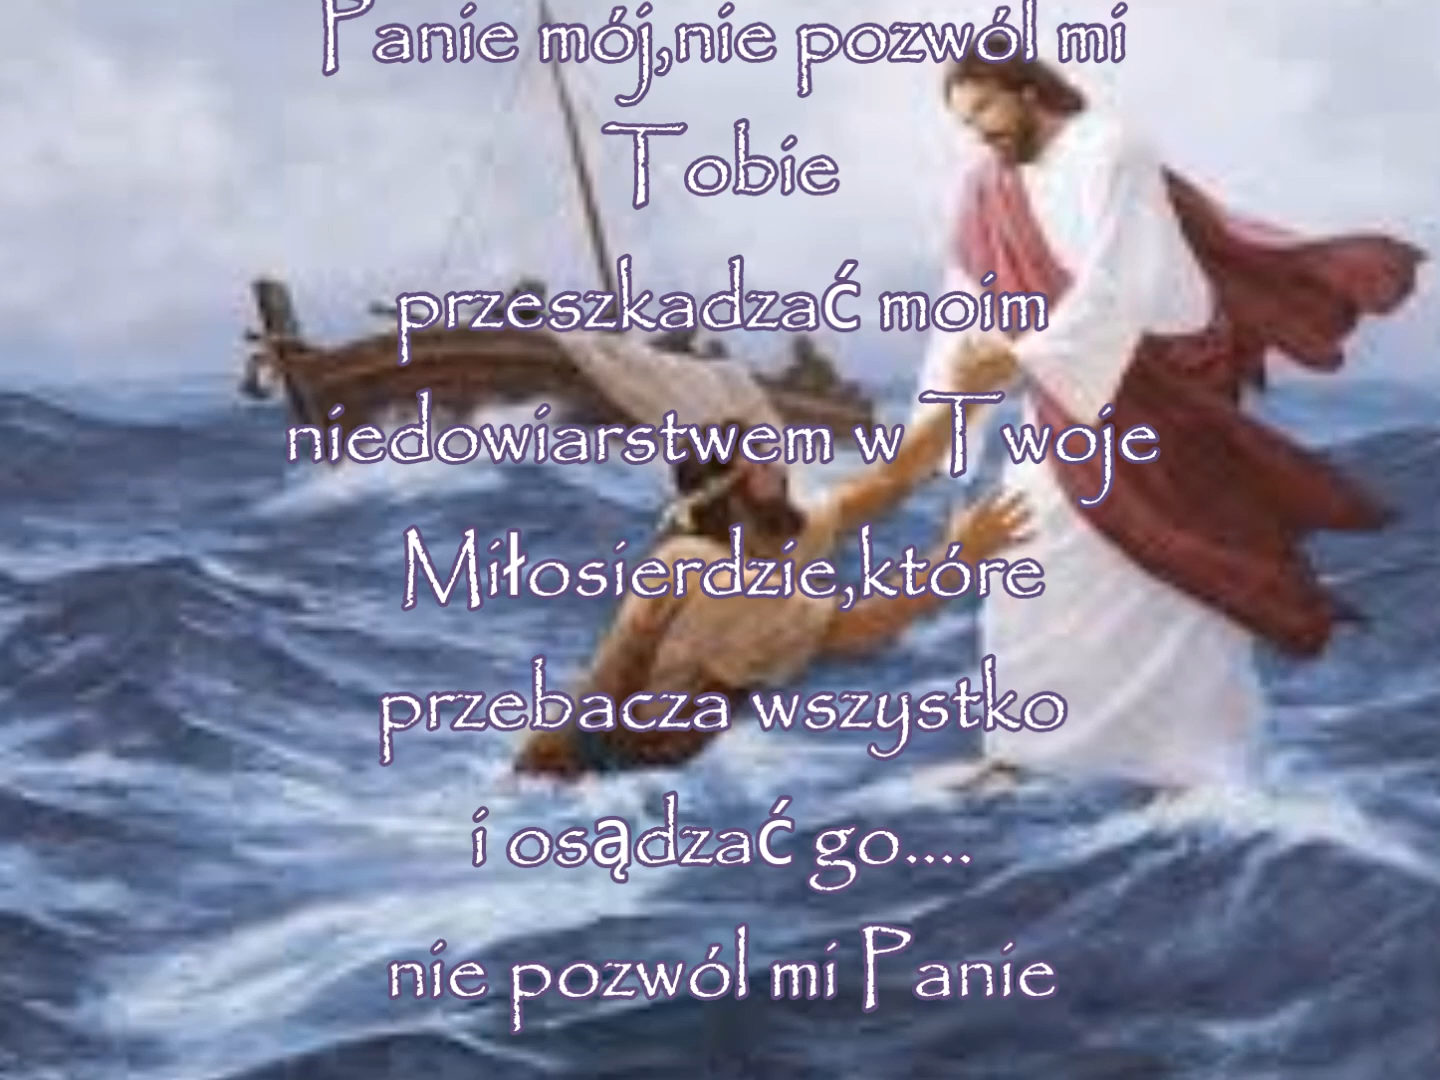 Panie mój,nie pozwól mi
Tobie
przeszkadzać moim
niedowiarstwem w Twoje
Miłosierdzie,które
przebacza wszystko
i osądzać go....
nie pozwól mi Panie